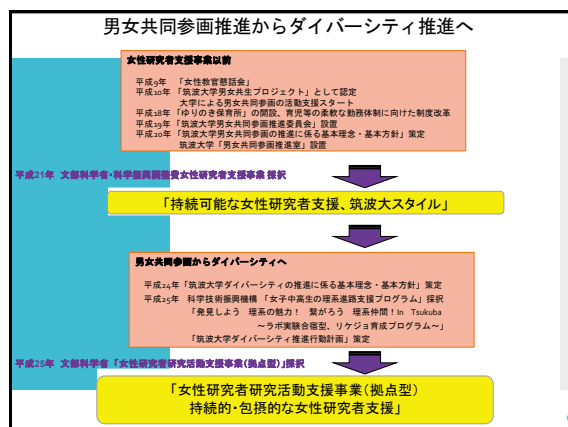 男女共同参画推進からダイバーシティ推進へ
女性研究者支援事業以前
平成9年 「女性教官懇話会」
平成10年 「筑波大学男女共生プロジェクト」として認定
大学による男女共同参画の活動支援スタート
平成18年「ゆりのき保育所」の開設、育児等の柔軟な勤務体制に向けた制度改革
平成19年「筑波大学男女共同参画推進委員会」設置
平成20年「筑波大学男女共同参画の推進に係る基本理念・基本方針」策定
筑波大学「男女共同参画推進室」設置
平成21年 文部科学省・科学振興調整費女性研究者支援事業 採択
「持続可能な女性研究者支援、筑波大スタイル」
男女共同参画からダイバーシティへ
平成24年「筑波大学ダイバーシティの推進に係る基本理念・基本方針」策定
平成25年 科学技術振興機構 「女子中高生の理系進路支援プログラム」採択
「発見しよう 理系の魅力! 繋がろう 理系仲間!In Tsukuba
~ラボ実験合宿型、リケジョ育成プログラム~」
「筑波大学ダイバーシティ推進行動計画」策定
平成25年 文部科学省 「女性研究者研究活動支援事業(拠点型)」採択
「女性研究者研究活動支援事業(拠点型)
持続的・包摂的な女性研究者支援」